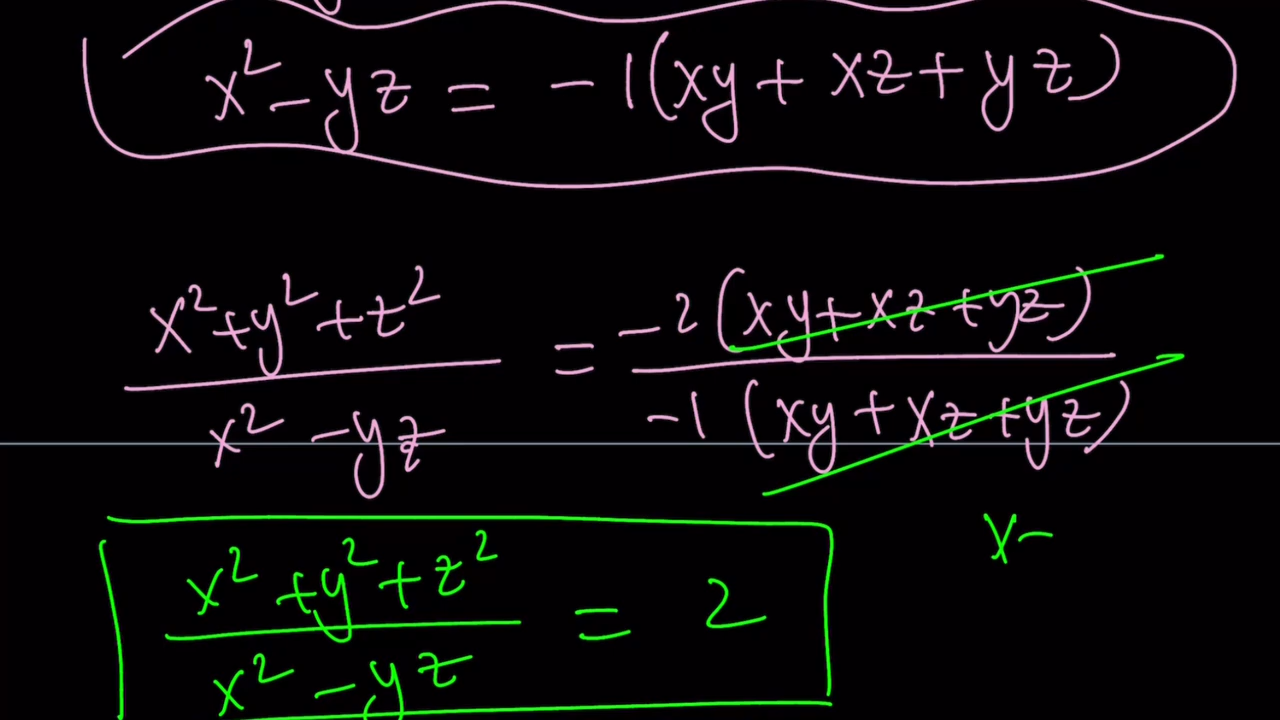 x² - yz = -1(xy + xz + yz)
x² + y² + z² / x² - yz = -2(xy + xz + yz) / -1(xy + xz + yz)
x -
x² + y² + z² / x² - yz = 2